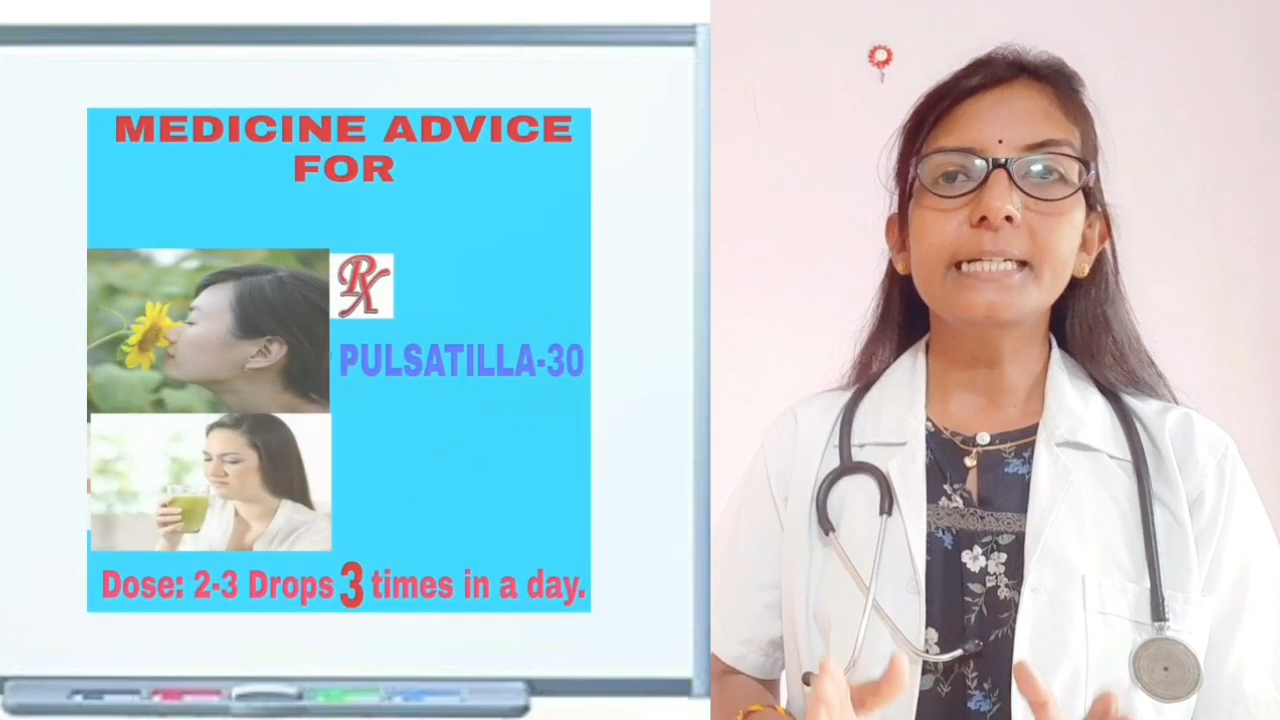 MEDICINE ADVICE
FOR
Rx
PULSATILLA-30
Dose: 2-3 Drops 3 times in a day.